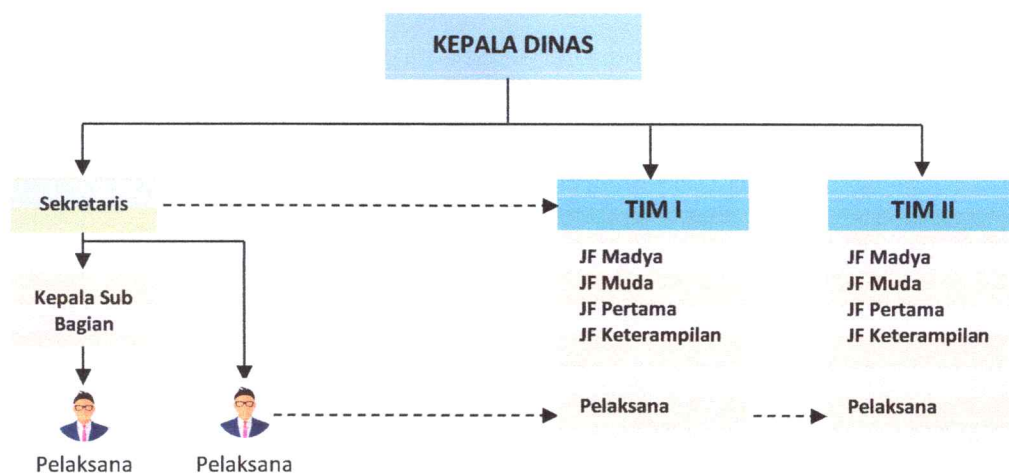 KEPALA DINAS
Sekretaris
TIM I
TIM II
JF Madya
JF Muda
JF Pertama
JF Keterampilan
JF Madya
JF Muda
JF Pertama
JF Keterampilan
Kepala Sub
Bagian
Pelaksana
Pelaksana
Pelaksana
Pelaksana